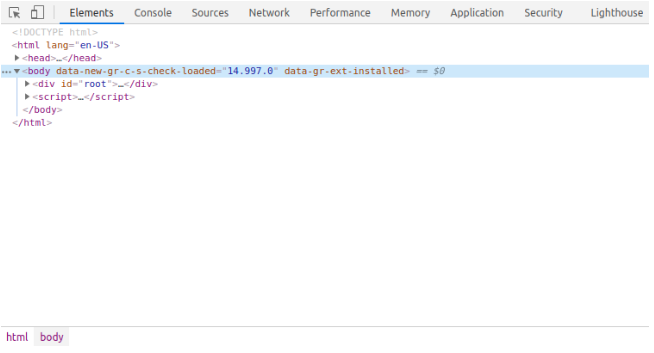 Elements Console Sources Network Performance Memory Application Security Lighthouse
<!DOCTYPE html>
<html lang="en-US">
<head>…</head>
<body data-new-gr-c-s-check-loaded="14.997.0" data-gr-ext-installed> == $0
<div id="root">…</div>
<script>…</script>
</body>
</html>
html body